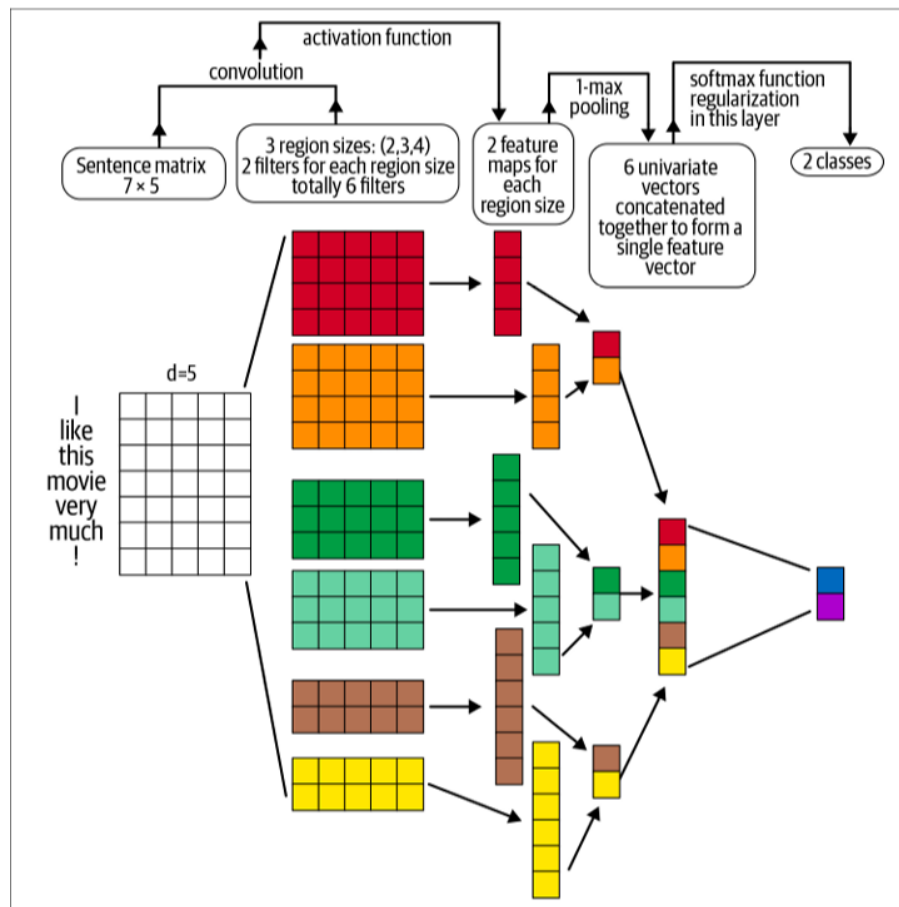 activation function
convolution
1-max
pooling
softmax function
regularization
in this layer
Sentence matrix
7 × 5
3 region sizes: (2,3,4)
2 filters for each region size
totally 6 filters
2 feature
maps for
each
region size
6 univariate
vectors
concatenated
together to form a
single feature
vector
2 classes
d=5
I
like
this
movie
very
much
!